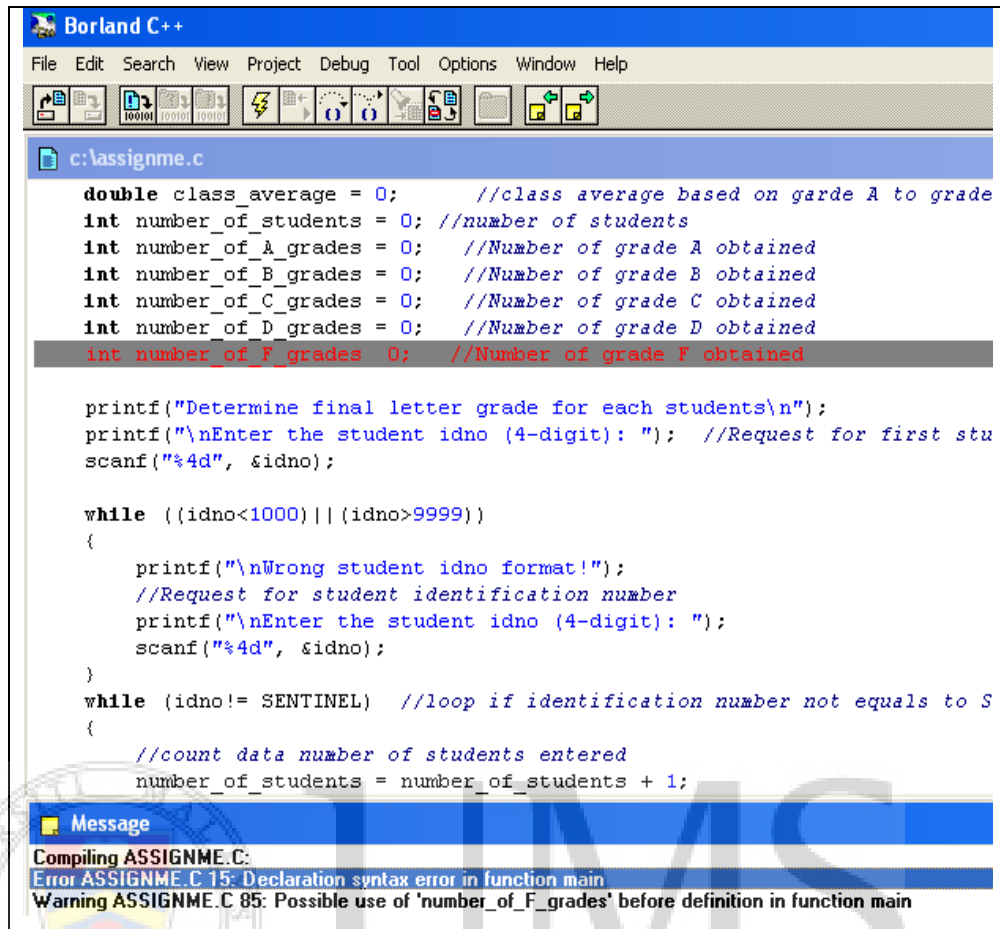 Borland C++
File Edit Search View Project Debug Tool Options Window Help
c:\assignme.c
double class_average = 0; //class average based on garde A to grade
int number_of_students = 0; //number of students
int number_of_A_grades = 0; //Number of grade A obtained
int number_of_B_grades = 0; //Number of grade B obtained
int number_of_C_grades = 0; //Number of grade C obtained
int number_of_D_grades = 0; //Number of grade D obtained
int number_of_F_grades 0; //Number of grade F obtained
printf("Determine final letter grade for each students\n");
printf("\nEnter the student idno (4-digit): "); //Request for first stu
scanf("%4d", &idno);
while ((idno<1000)||(idno>9999))
{
printf("\nWrong student idno format!");
//Request for student identification number
printf("\nEnter the student idno (4-digit): ");
scanf("%4d", &idno);
}
while (idno!= SENTINEL) //loop if identification number not equals to S
{
//count data number of students entered
number_of_students = number_of_students + 1;
Message
Compiling ASSIGNME.C:
Error ASSIGNME.C 15: Declaration syntax error in function main
Warning ASSIGNME.C 85: Possible use of 'number_of_F_grades' before definition in function main
UMS